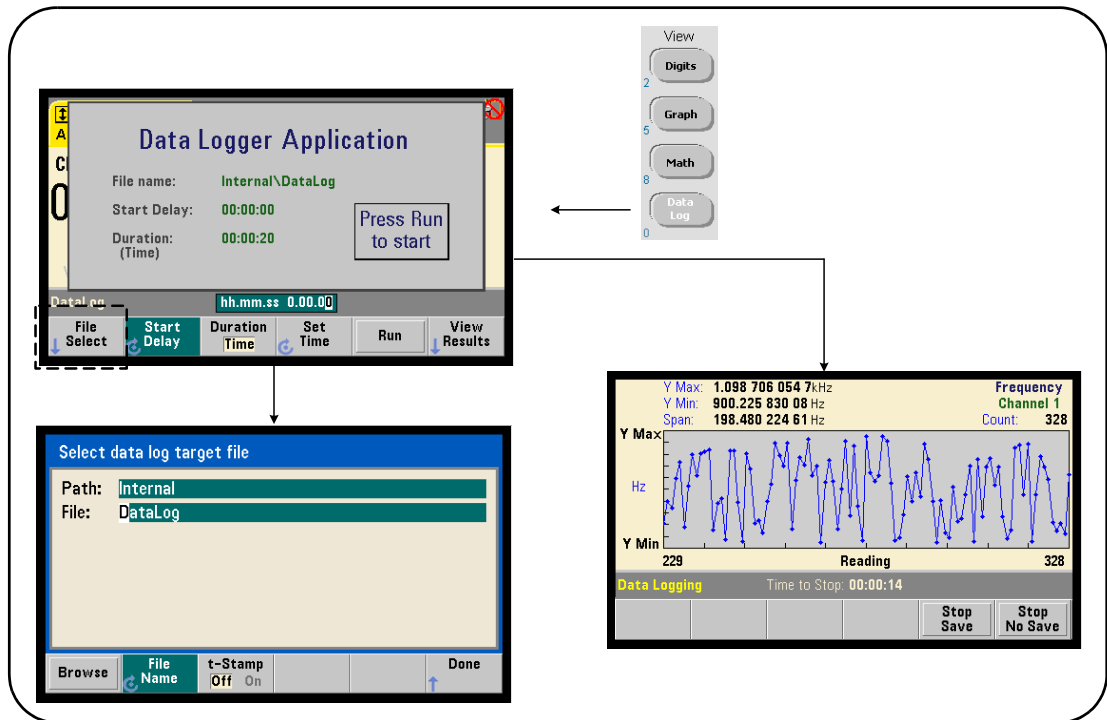 View
Digits
2
Graph
5
Math
8
Data
Log
0
A
Cl
0
Data Logger Application
File name: Internal\DataLog
Start Delay: 00:00:00
Duration: 00:00:20
(Time)
Press Run
to start
DataLog
hh.mm.ss 0.00.00
File
Select
Start
Delay
Duration
Time
Set
Time
Run
View
Results
Select data log target file
Path: Internal
File: DataLog
Browse
File
Name
t-Stamp
Off On
Done
Y Max: 1.098 706 054 7kHz
Frequency
Y Min: 900.225 830 08 Hz
Channel 1
Span: 198.480 224 61 Hz
Count: 328
Y Max
Hz
Y Min
229 Reading 328
Data Logging Time to Stop: 00:00:14
Stop
Save
Stop
No Save